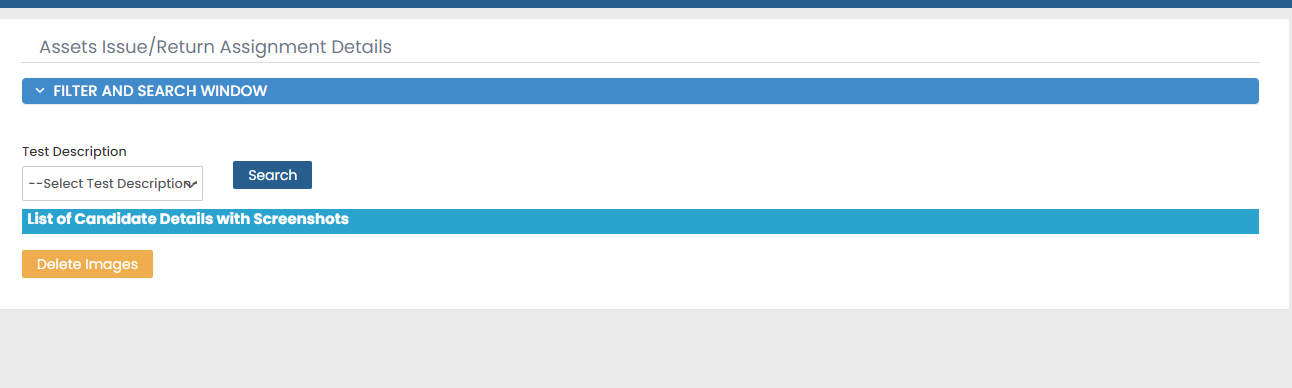 Assets Issue/Return Assignment Details
FILTER AND SEARCH WINDOW
Test Description
--Select Test Description-
Search
List of Candidate Details with Screenshots
Delete Images